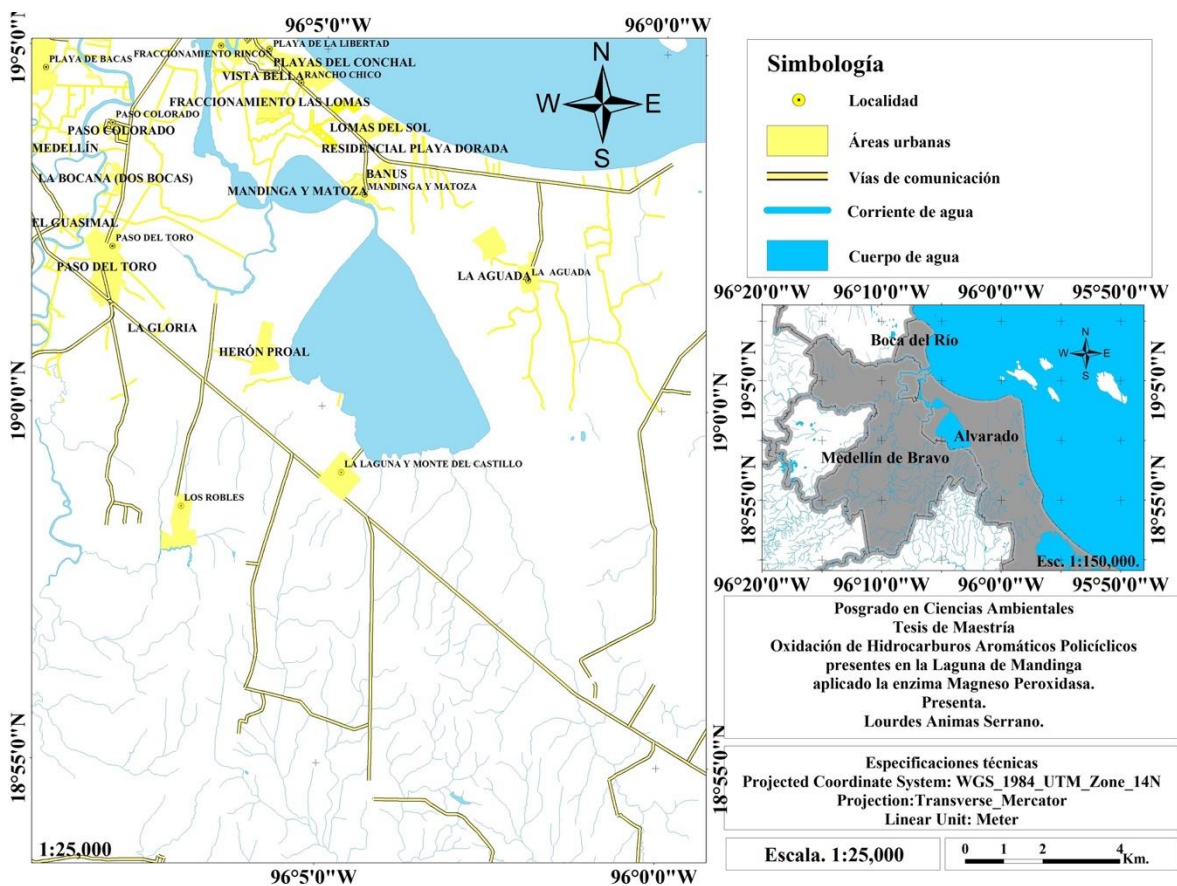 96°5'0"W
96°0'0"W
19°5'0"N
19°5'0"N
PLAYA DE LA LIBERTAD
PLAYA DE BACAS
FRACCIONAMIENTO RINCÓN
PLAYAS DEL CONCHAL
VISTA BELLA
RANCHO CHICO
FRACCIONAMIENTO LAS LOMAS
PASO COLORADO
PASO COLORADO
LOMAS DEL SOL
MEDELLÍN
RESIDENCIAL PLAYA DORADA
LA BOCANA (DOS BOCAS)
BANUS
MANDINGA Y MATOZA
MANDINGA Y MATOZA
EL GUASIMAL
PASO DEL TORO
PASO DEL TORO
LA AGUADA
LA AGUADA
LA GLORIA
HERÓN PROAL
19°0'0"N
19°0'0"N
LA LAGUNA Y MONTE DEL CASTILLO
LOS ROBLES
18°55'0"N
18°55'0"N
1:25,000
96°5'0"W
96°0'0"W
N
W
E
S
Simbología
Localidad
Áreas urbanas
Vías de comunicación
Corriente de agua
Cuerpo de agua
96°20'0"W
96°10'0"W
96°0'0"W
95°50'0"W
Boca del Río
N
W
E
S
19°5'0"N
19°5'0"N
Alvarado
Medellín de Bravo
18°55'0"N
18°55'0"N
Esc. 1:150,000.
96°20'0"W
96°10'0"W
96°0'0"W
95°50'0"W
Posgrado en Ciencias Ambientales
Tesis de Maestría
Oxidación de Hidrocarburos Aromáticos Policíclicos
presentes en la Laguna de Mandinga
aplicado la enzima Magneso Peroxidasa.
Presenta.
Lourdes Animas Serrano.
Especificaciones técnicas
Projected Coordinate System: WGS_1984_UTM_Zone_14N
Projection:Transverse_Mercator
Linear Unit: Meter
Escala. 1:25,000
0 1 2 4
Km.